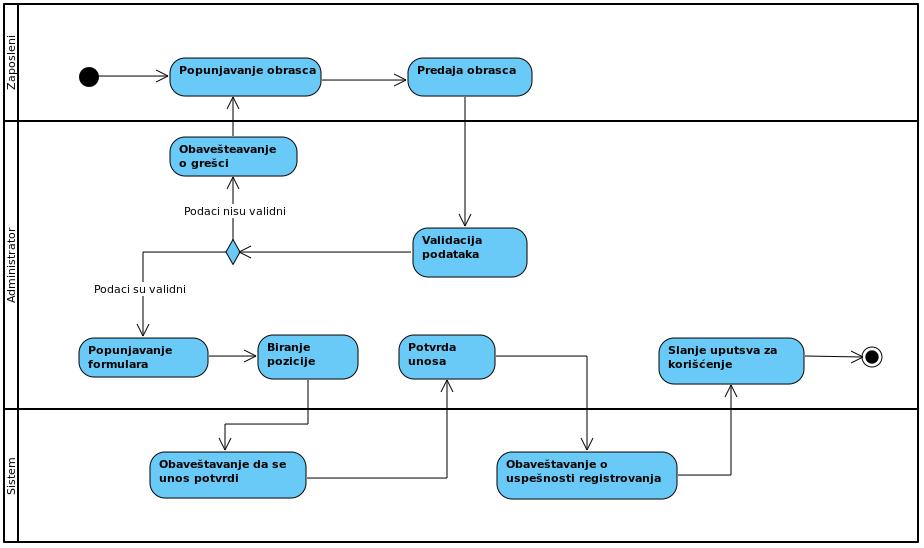 Zaposleni
Popunjavanje obrasca
Predaja obrasca
Administrator
Obavešteavanje
o grešci
Podaci nisu validni
Validacija
podataka
Podaci su validni
Popunjavanje
formulara
Biranje
pozicije
Potvrda
unosa
Slanje uputsva za
korišćenje
Sistem
Obaveštavanje da se
unos potvrdi
Obaveštavanje o
uspešnosti registrovanja